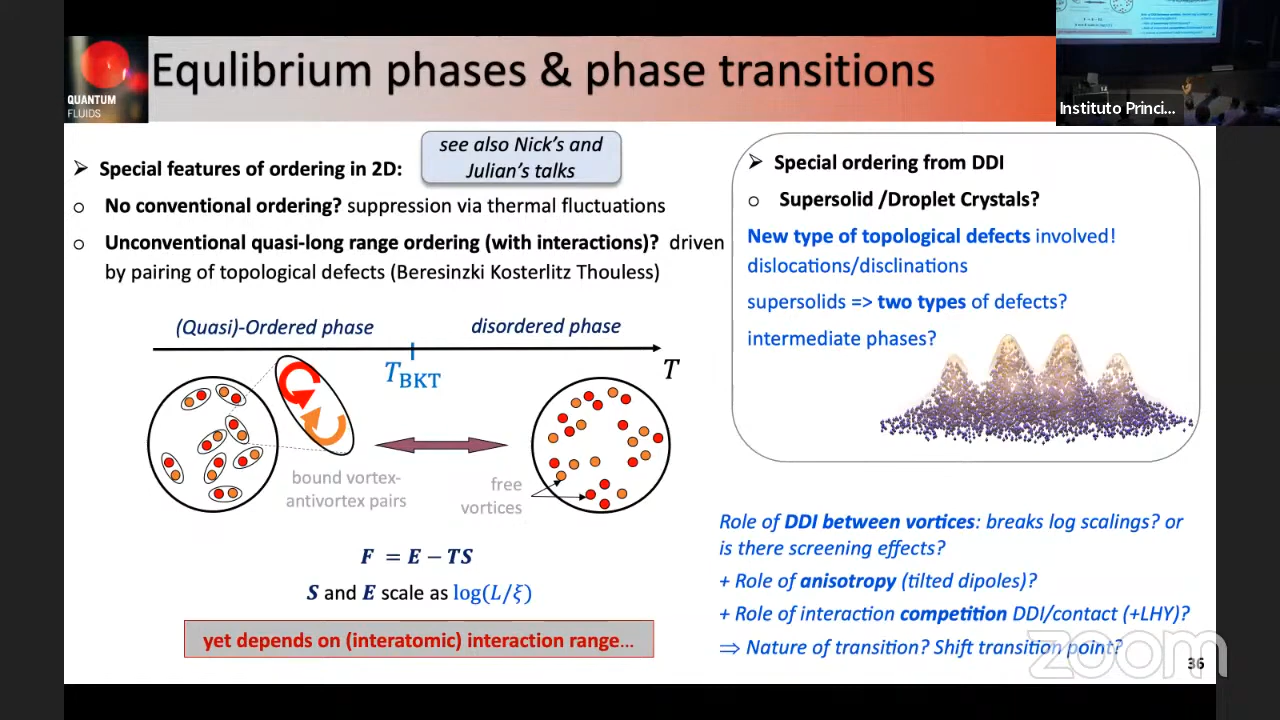 QUANTUM
FLUIDS
Equlibrium phases & phase transitions
Instituto Princi...
➢ Special features of ordering in 2D:
see also Nick's and
Julian's talks
o No conventional ordering? suppression via thermal fluctuations
o Unconventional quasi-long range ordering (with interactions)? driven
by pairing of topological defects (Beresinzki Kosterlitz Thouless)
(Quasi)-Ordered phase
disordered phase
T_BKT
T
bound vortex-
antivortex pairs
free
vortices
F = E − TS
S and E scale as log(L/ξ)
yet depends on (interatomic) interaction range...
➢ Special ordering from DDI
o Supersolid /Droplet Crystals?
New type of topological defects involved!
dislocations/disclinations
supersolids => two types of defects?
intermediate phases?
Role of DDI between vortices: breaks log scalings? or
is there screening effects?
+ Role of anisotropy (tilted dipoles)?
+ Role of interaction competition DDI/contact (+LHY)?
⇒ Nature of transition? Shift transition point?
zoom
36